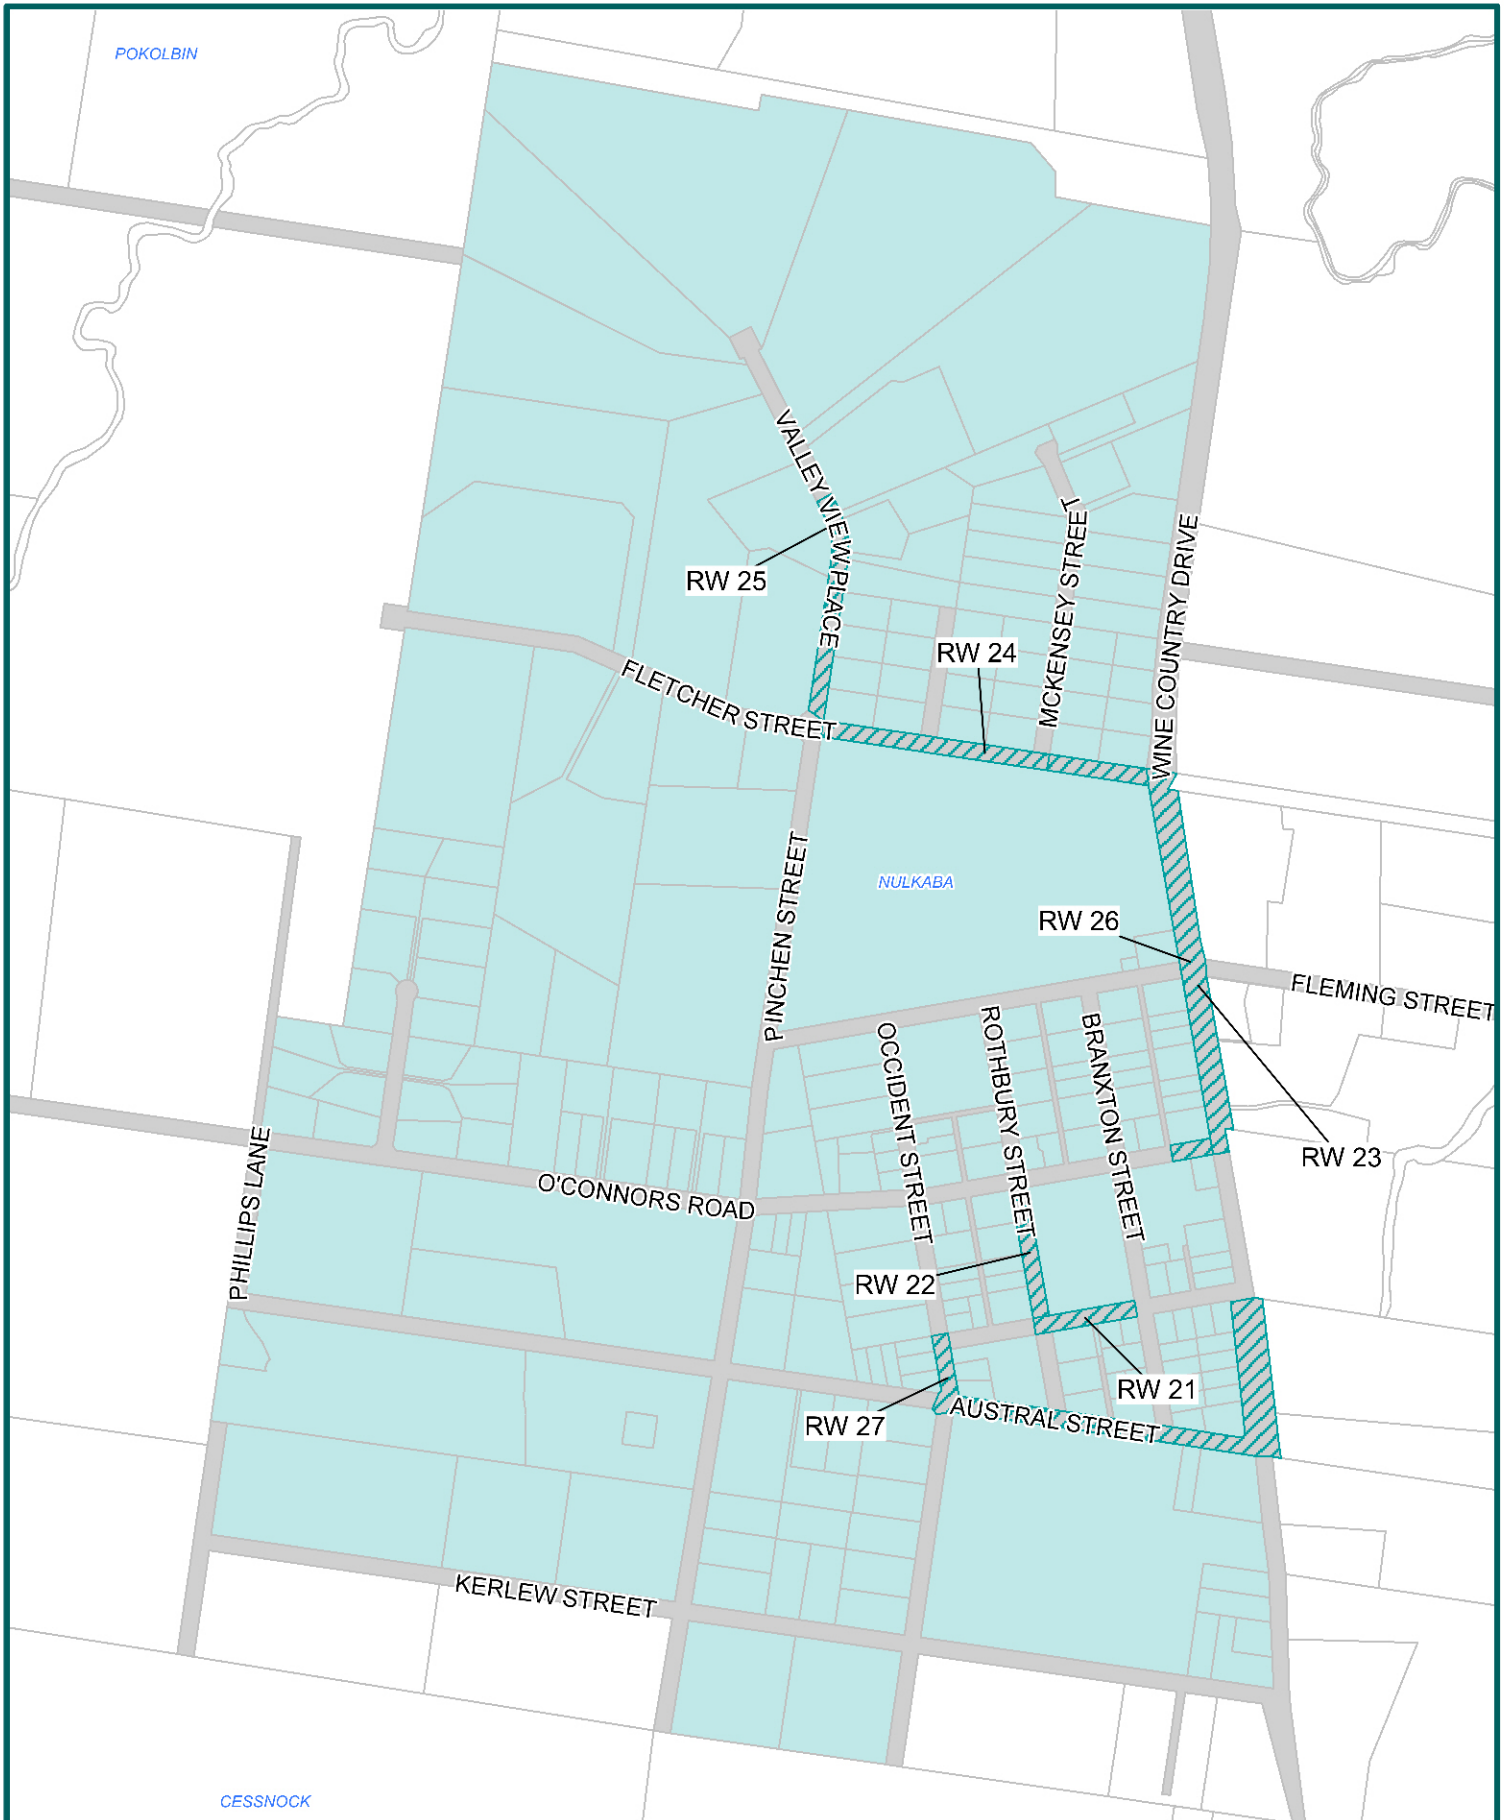 POKOLBIN
VALLEY VIEW PLACE
MCKENSEY STREET
WINE COUNTRY DRIVE
RW 25
RW 24
FLETCHER STREET
PINCHEN STREET
NULKABA
RW 26
FLEMING STREET
OCCIDENT STREET
ROTHBURY STREET
BRANXTON STREET
RW 23
PHILLIPS LANE
O'CONNORS ROAD
RW 22
RW 21
RW 27
AUSTRAL STREET
KERLEW STREET
CESSNOCK